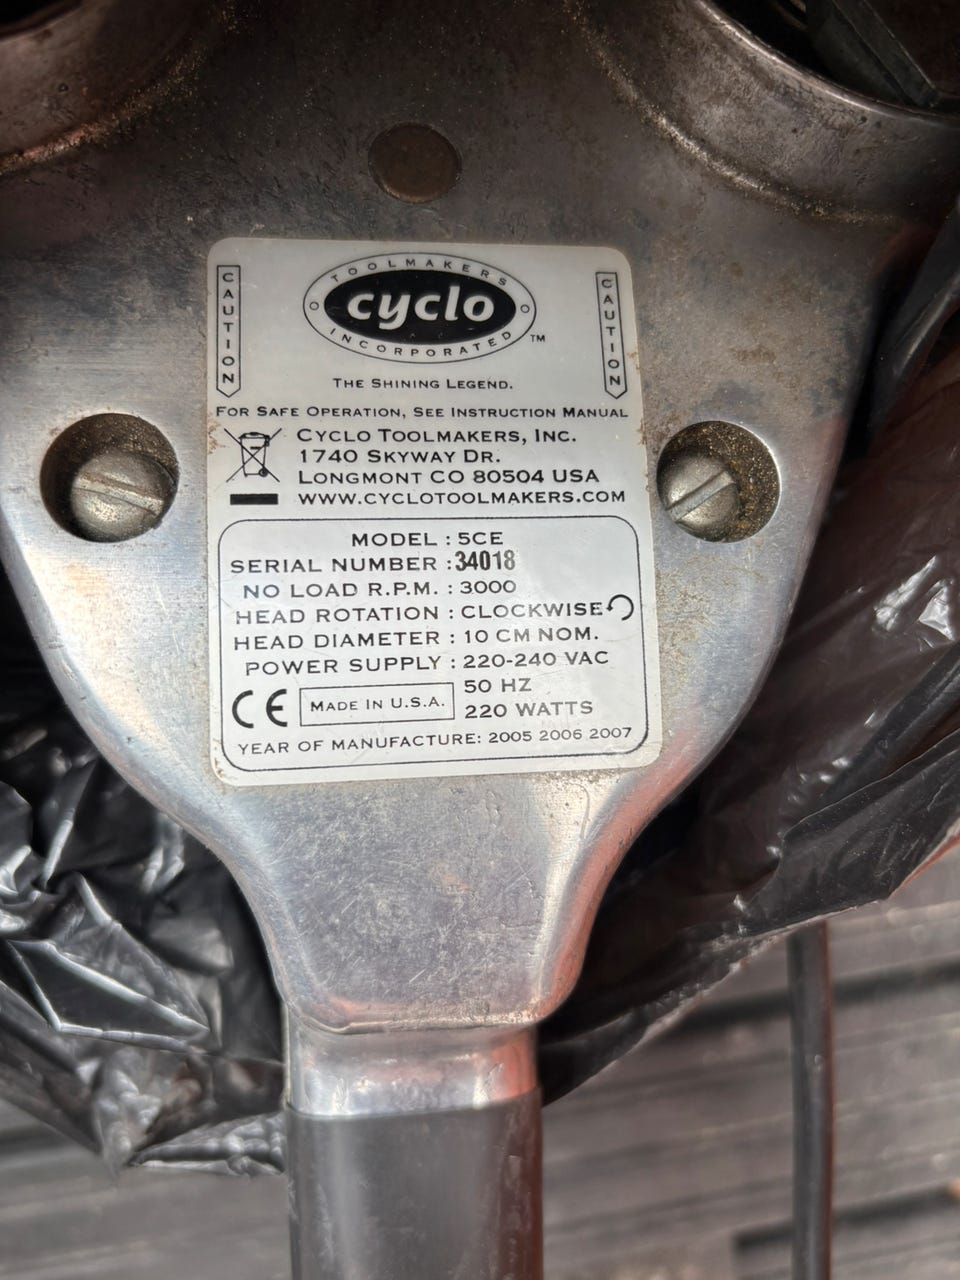 CAUTION
TOOLMAKERS
cyclo
INCORPORATED
TM
CAUTION
THE SHINING LEGEND.
FOR SAFE OPERATION, SEE INSTRUCTION MANUAL
CYCLO TOOLMAKERS, INC.
1740 SKYWAY DR.
LONGMONT CO 80504 USA
WWW.CYCLOTOOLMAKERS.COM
MODEL : 5CE
SERIAL NUMBER : 34018
NO LOAD R.P.M. : 3000
HEAD ROTATION : CLOCKWISE
HEAD DIAMETER : 10 CM NOM.
POWER SUPPLY : 220-240 VAC
50 HZ
CE MADE IN U.S.A.
220 WATTS
YEAR OF MANUFACTURE: 2005 2006 2007